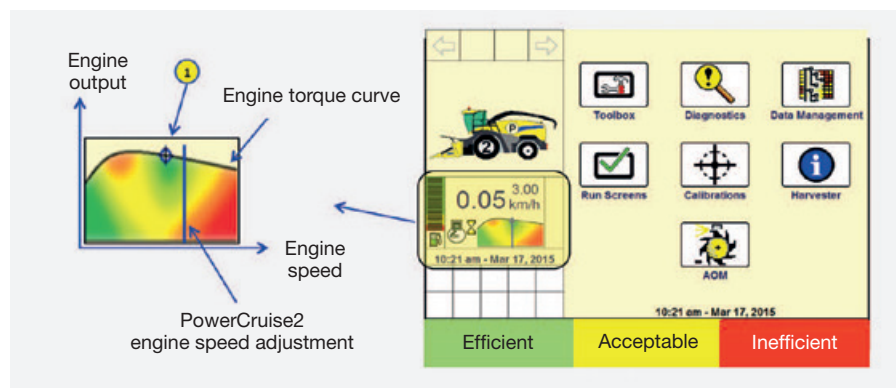 Engine
output
1
Engine torque curve
Engine
speed
PowerCruise2
engine speed adjustment
P
2
0.05 3.00
km/h
2
10:21 am - Mar 17, 2015
Toolbox
Diagnostics
Data Management
Run Screens
Calibrations
Harvester
AOM
10:21 am - Mar 17, 2015
Efficient
Acceptable
Inefficient